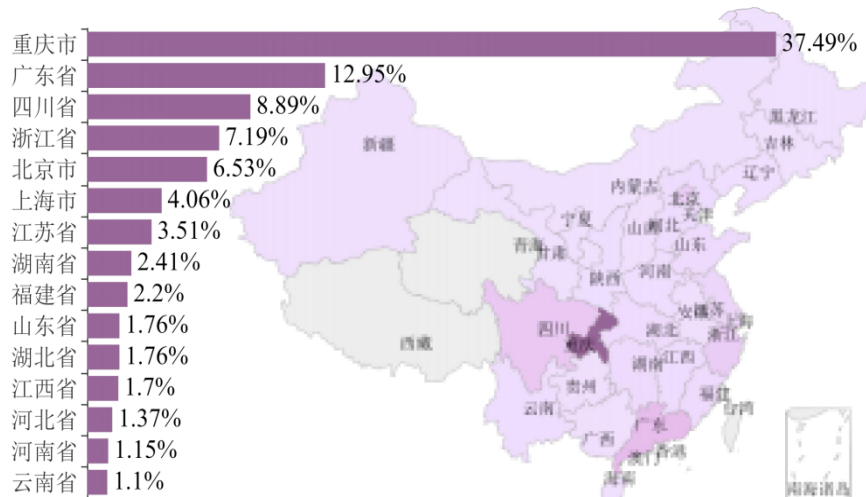 重庆市 37.49%
广东省 12.95%
四川省 8.89%
浙江省 7.19%
北京市 6.53%
上海市 4.06%
江苏省 3.51%
湖南省 2.41%
福建省 2.2%
山东省 1.76%
湖北省 1.76%
江西省 1.7%
河北省 1.37%
河南省 1.15%
云南省 1.1%
黑龙江
吉林
辽宁
新疆
内蒙古
北京
天津
宁夏
山东
青海
甘肃
陕西
河南
西藏
四川
重庆
湖北
安徽
上海
浙江
湖南
江西
贵州
福建
台湾
云南
广西
广东
澳门
香港
海南
南海诸岛